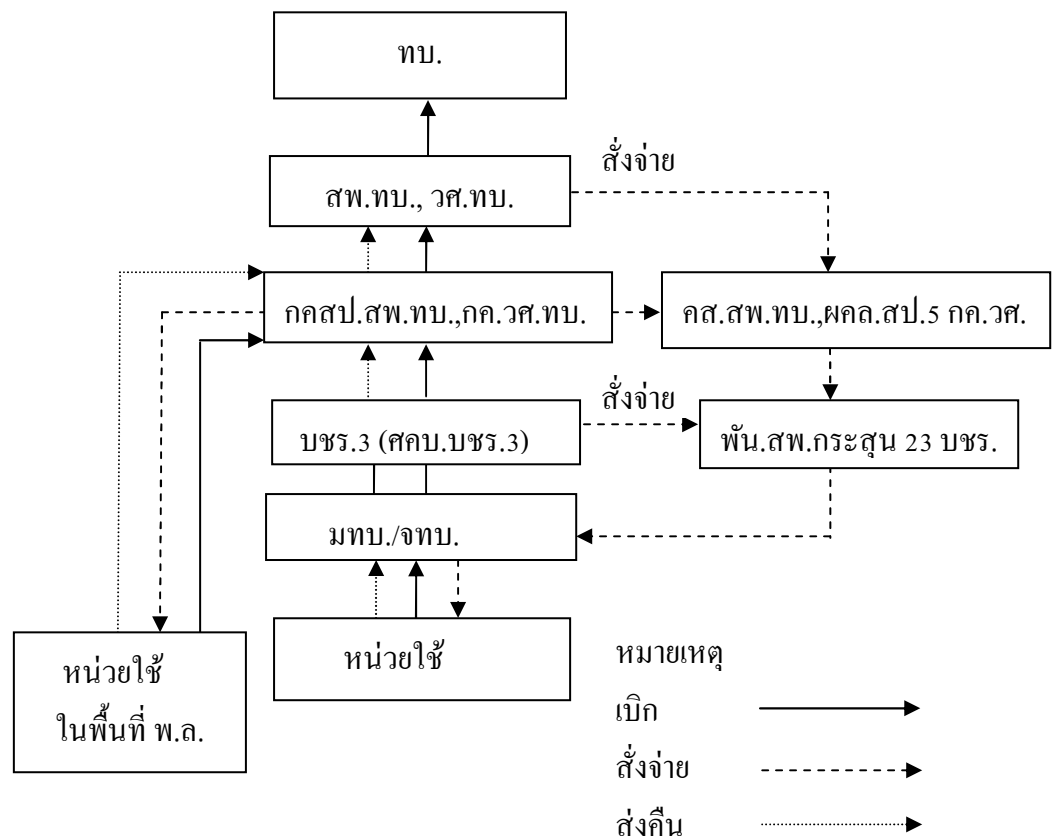 ทบ.
สั่งจ่าย
สพ.ทบ., วศ.ทบ.
กคสป.สพ.ทบ.,กค.วศ.ทบ.
คส.สพ.ทบ.,ผคล.สป.5 กค.วศ.
สั่งจ่าย
บชร.3 (ศคบ.บชร.3)
พัน.สพ.กระสุน 23 บชร.
มทบ./จทบ.
หน่วยใช้
ในพื้นที่ พ.ล.
หน่วยใช้
หมายเหตุ
เบิก
สั่งจ่าย
ส่งคืน